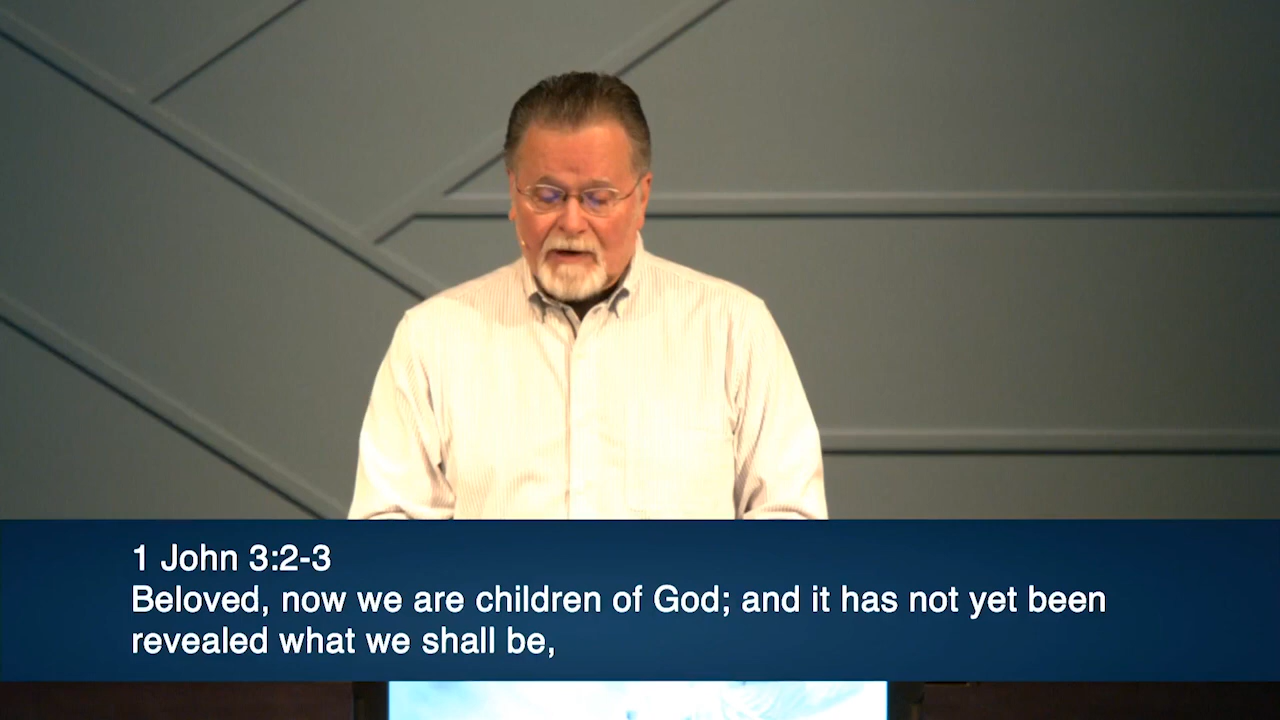 1 John 3:2-3
Beloved, now we are children of God; and it has not yet been
revealed what we shall be,